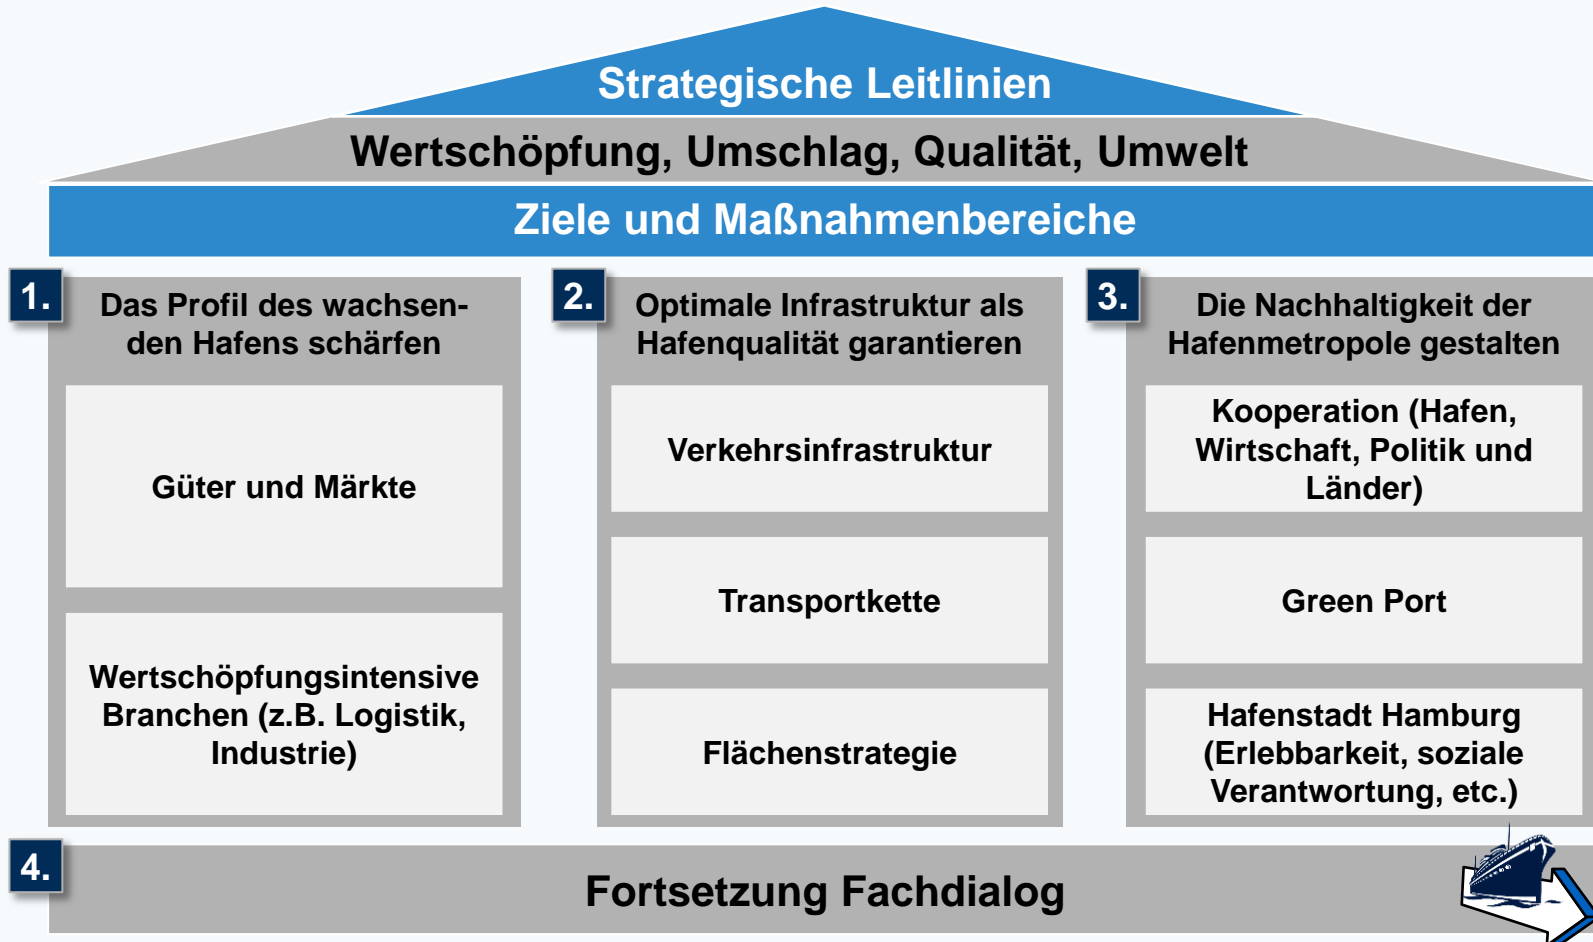 Strategische Leitlinien
Wertschöpfung, Umschlag, Qualität, Umwelt
Ziele und Maßnahmenbereiche
1.
Das Profil des wachsen-
den Hafens schärfen
Güter und Märkte
Wertschöpfungsintensive
Branchen (z.B. Logistik,
Industrie)
2.
Optimale Infrastruktur als
Hafenqualität garantieren
Verkehrsinfrastruktur
Transportkette
Flächenstrategie
3.
Die Nachhaltigkeit der
Hafenmetropole gestalten
Kooperation (Hafen,
Wirtschaft, Politik und
Länder)
Green Port
Hafenstadt Hamburg
(Erlebbarkeit, soziale
Verantwortung, etc.)
4.
Fortsetzung Fachdialog